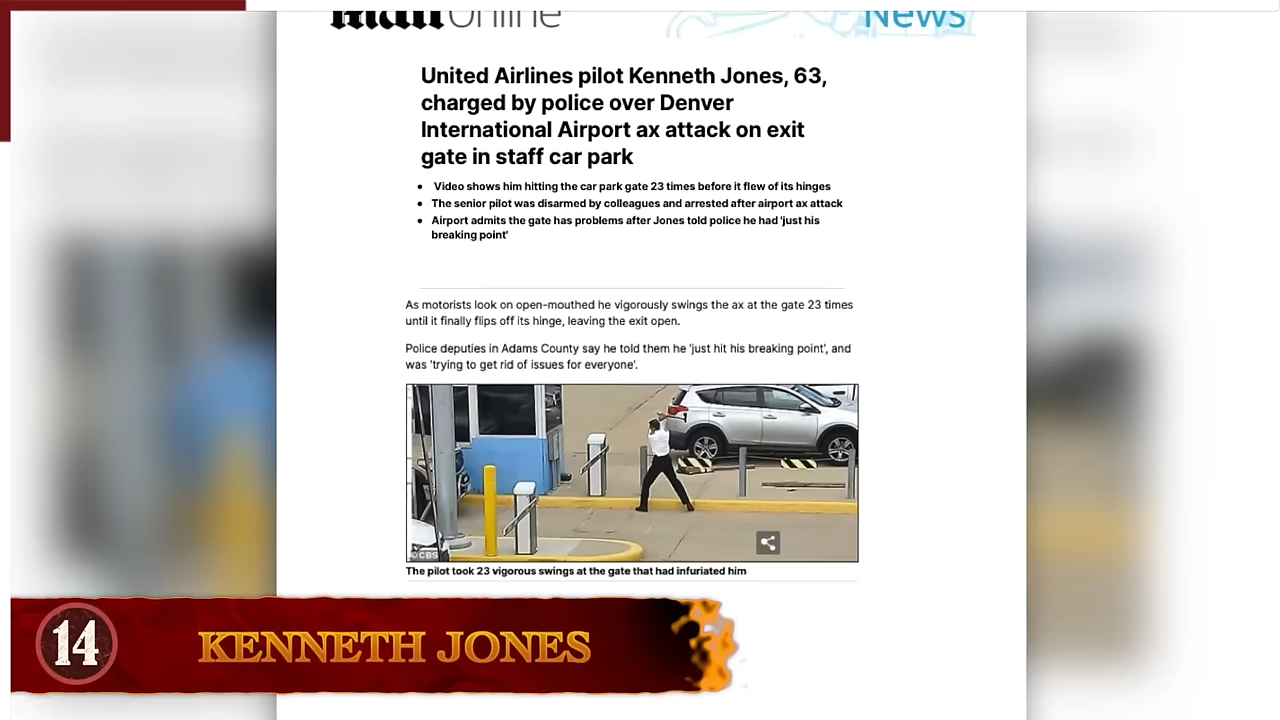 Mail Online
News
United Airlines pilot Kenneth Jones, 63,
charged by police over Denver
International Airport ax attack on exit
gate in staff car park
Video shows him hitting the car park gate 23 times before it flew of its hinges
The senior pilot was disarmed by colleagues and arrested after airport ax attack
Airport admits the gate has problems after Jones told police he had 'just his
breaking point'
As motorists look on open-mouthed he vigorously swings the ax at the gate 23 times
until it finally flips off its hinge, leaving the exit open.
Police deputies in Adams County say he told them he 'just hit his breaking point', and
was 'trying to get rid of issues for everyone'.
©CBS
The pilot took 23 vigorous swings at the gate that had infuriated him
14
KENNETH JONES